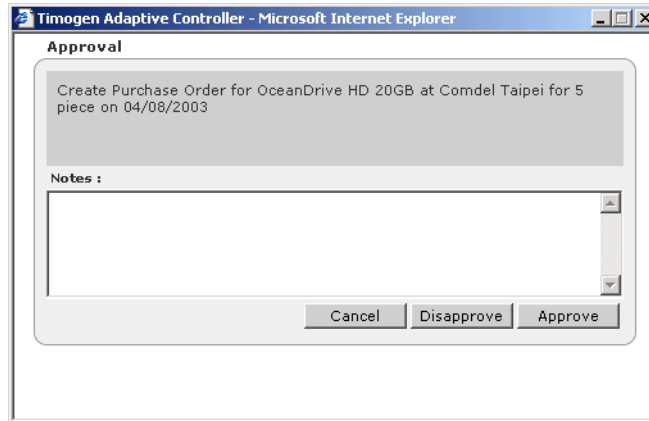 Timogen Adaptive Controller - Microsoft Internet Explorer
Approval
Create Purchase Order for OceanDrive HD 20GB at Comdel Taipei for 5
piece on 04/08/2003
Notes :
Cancel Disapprove Approve